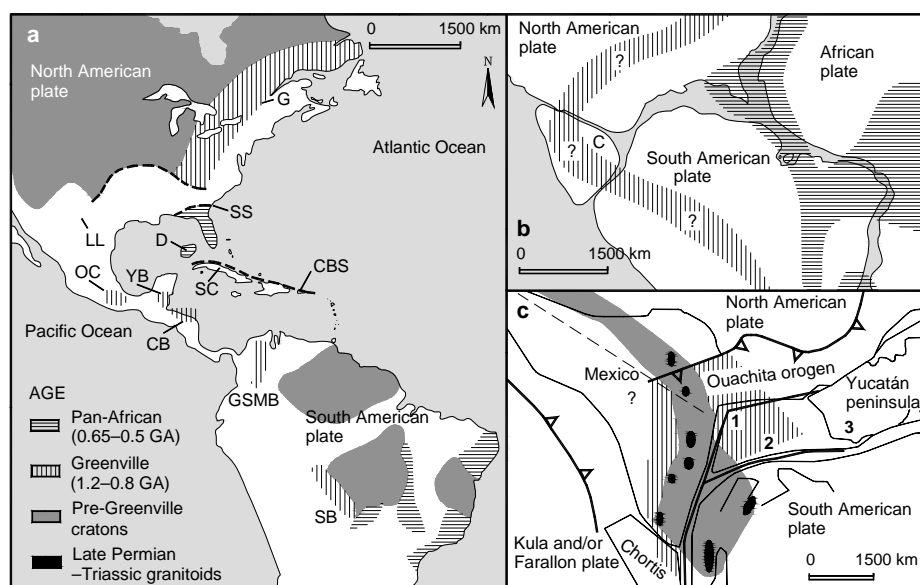 a
0 1500 km
North American
plate
N
G
Atlantic Ocean
SS
LL
D
OC
YB
SC
CBS
Pacific Ocean
CB
GSMB
South American
plate
SB
AGE
Pan-African
(0.65–0.5 GA)
Greenville
(1.2–0.8 GA)
Pre-Greenville
cratons
Late Permian
–Triassic granitoids
North American
plate
African
plate
?
C
?
South American
plate
?
b
0 1500 km
c
North American
plate
Mexico
Ouachita orogen
?
Yucatán
peninsula
1
2
3
South American
plate
Kula and/or
Farallon plate
Chortis
0 1500 km